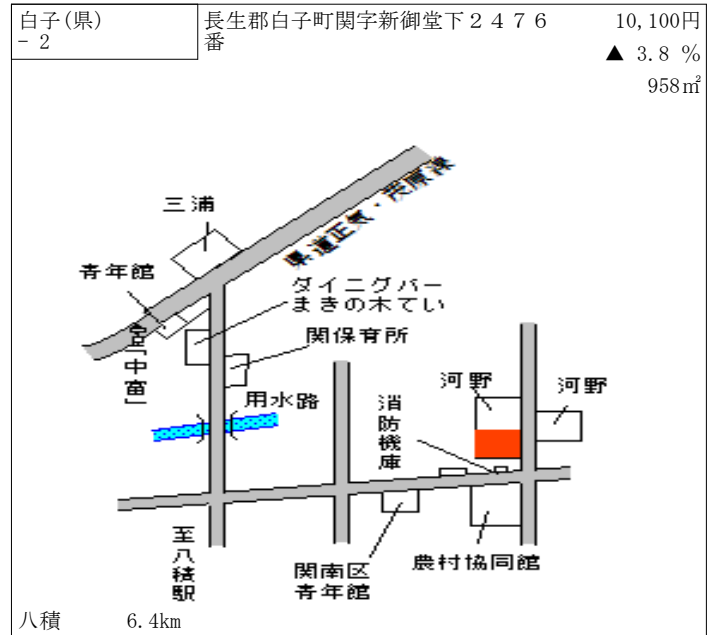 白子(県)
- 2
長生郡白子町関字新御堂下２４７６
番
10,100円
▲ 3.8 %
958㎡
三浦
県道正気・茂原線
青年館
ダイニグバー
まきの木てい
「中富」
関保育所
用水路
河野
河野
消防機庫
至八積駅
関南区
青年館
農村協同館
八積 6.4km